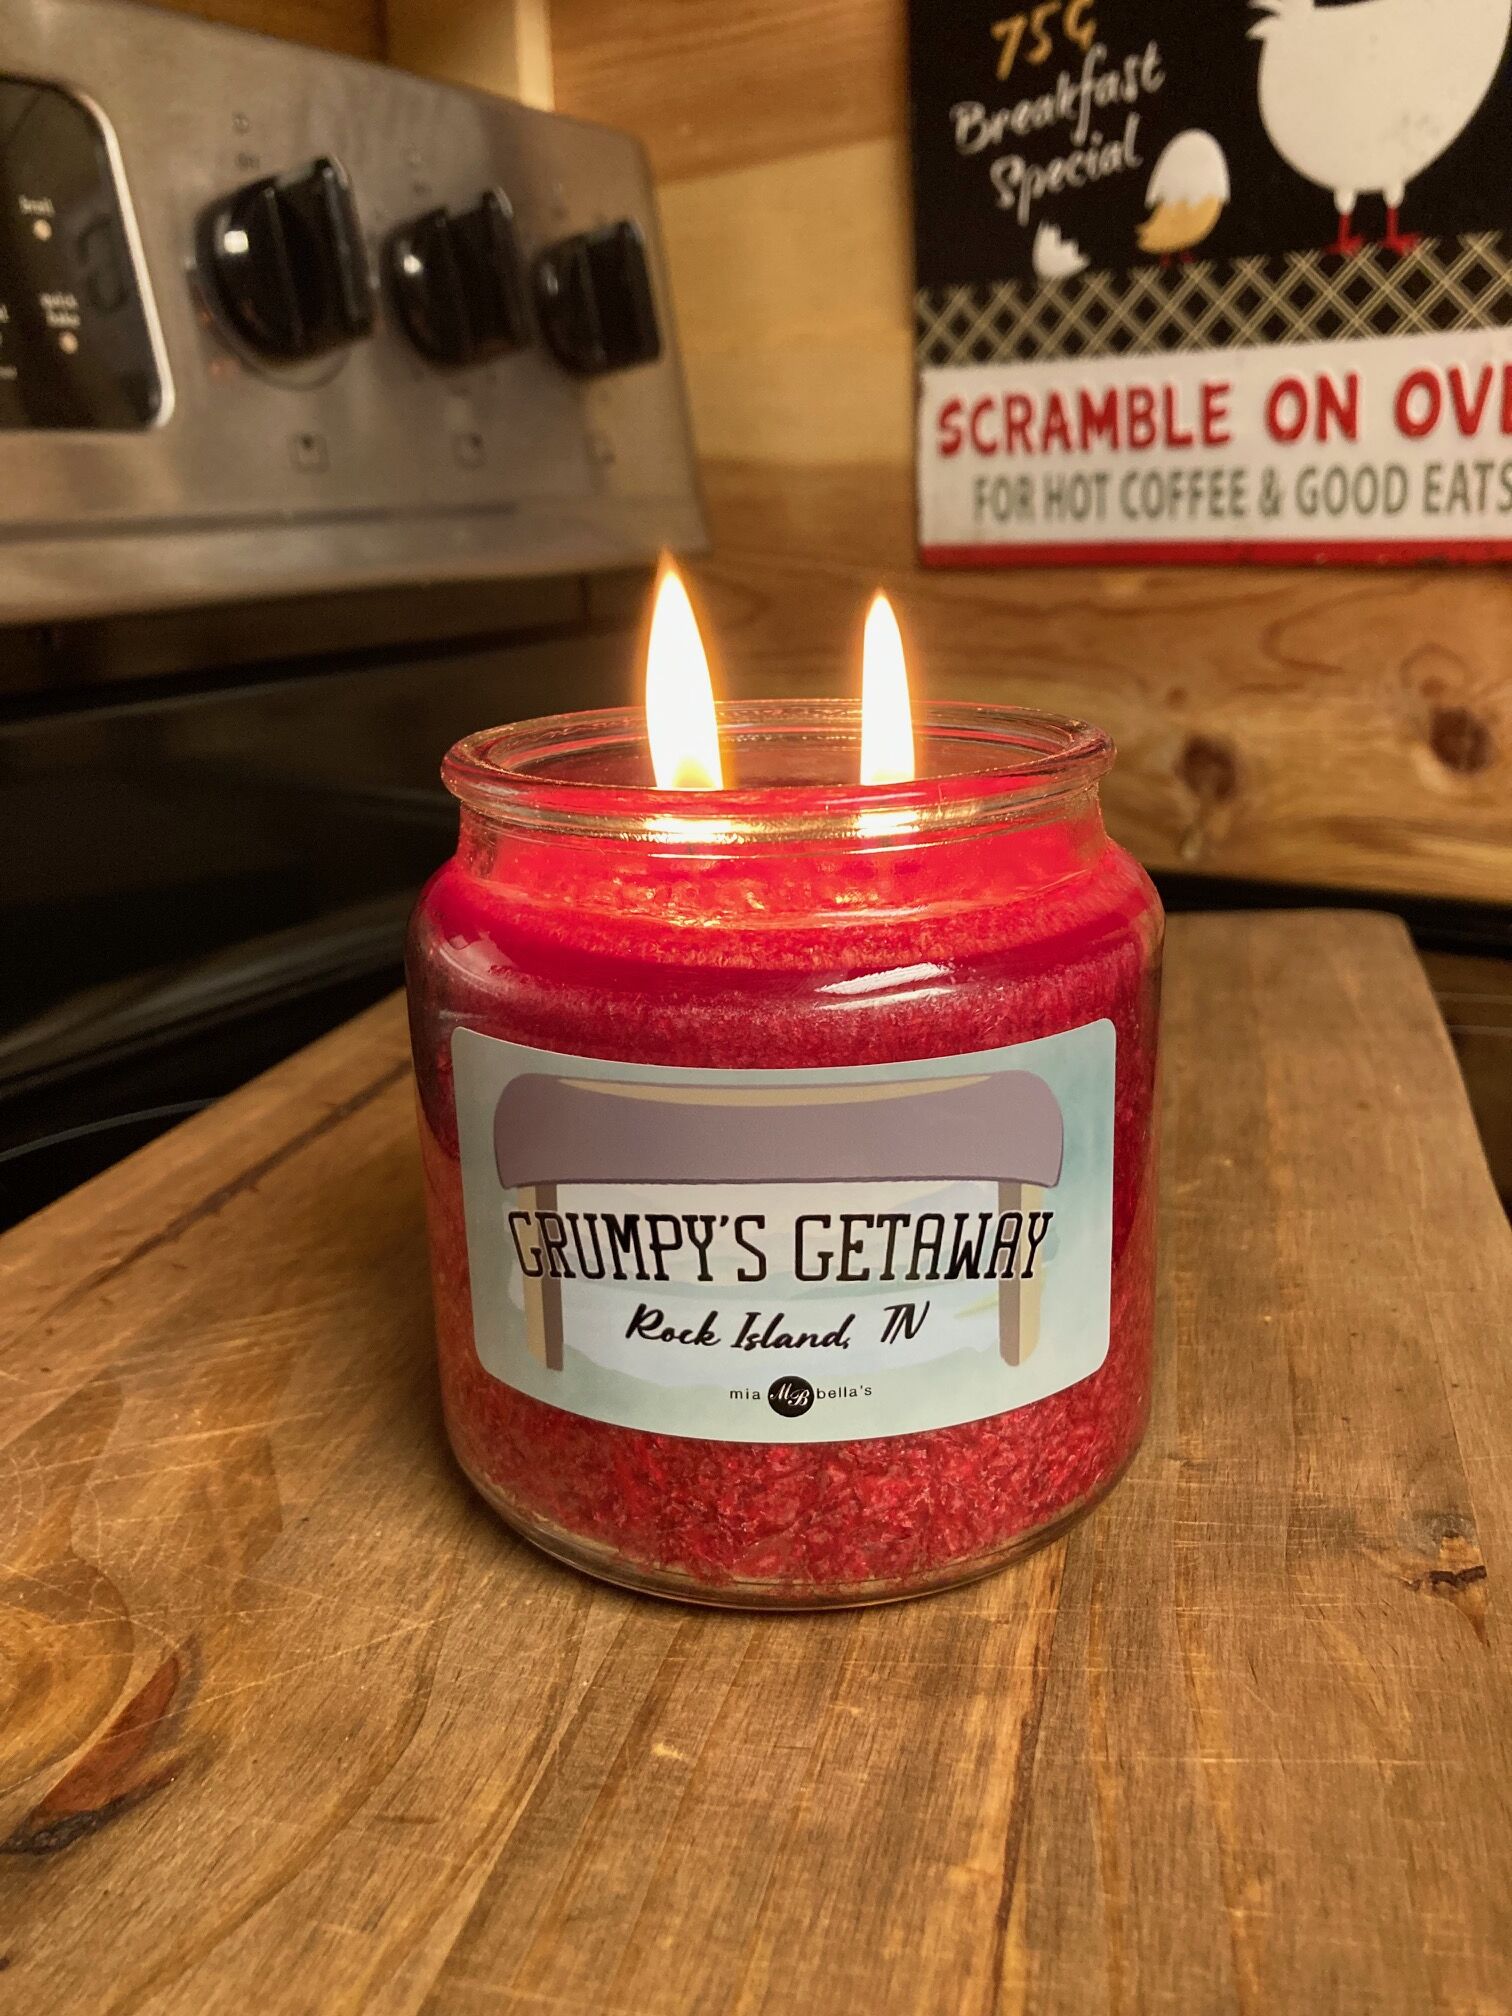 75¢
Breakfast
Special
SCRAMBLE ON OV
FOR HOT COFFEE & GOOD EATS
GRUMPY'S GETAWAY
Rock Island, TN
mia MB bella's